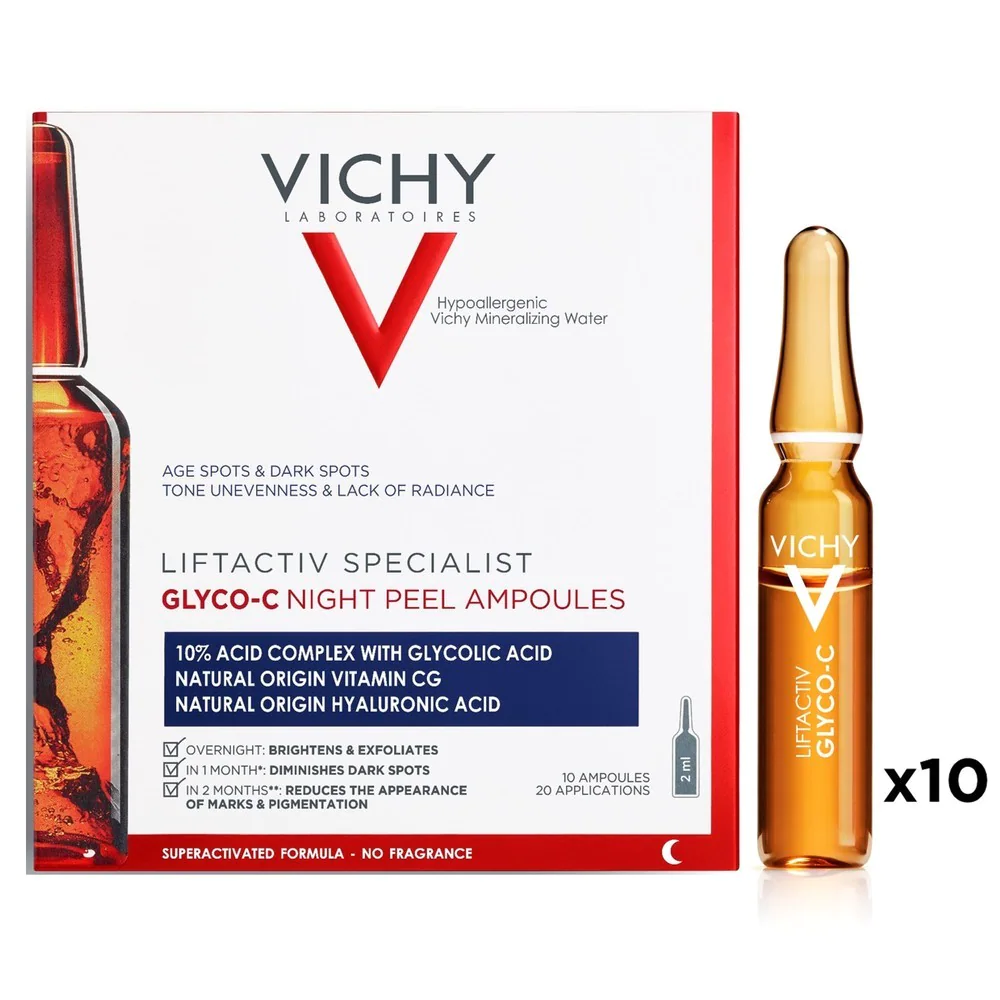 VICHY
LABORATOIRES
Hypoallergenic
Vichy Mineralizing Water
AGE SPOTS & DARK SPOTS
TONE UNEVENNESS & LACK OF RADIANCE
LIFTACTIV SPECIALIST
GLYCO-C NIGHT PEEL AMPOULES
10% ACID COMPLEX WITH GLYCOLIC ACID
NATURAL ORIGIN VITAMIN CG
NATURAL ORIGIN HYALURONIC ACID
OVERNIGHT: BRIGHTENS & EXFOLIATES
IN 1 MONTH*: DIMINISHES DARK SPOTS
IN 2 MONTHS**: REDUCES THE APPEARANCE
OF MARKS & PIGMENTATION
10 AMPOULES
20 APPLICATIONS
2 ml
SUPERACTIVATED FORMULA - NO FRAGRANCE
VICHY
LIFTACTIV
GLYCO-C
x10